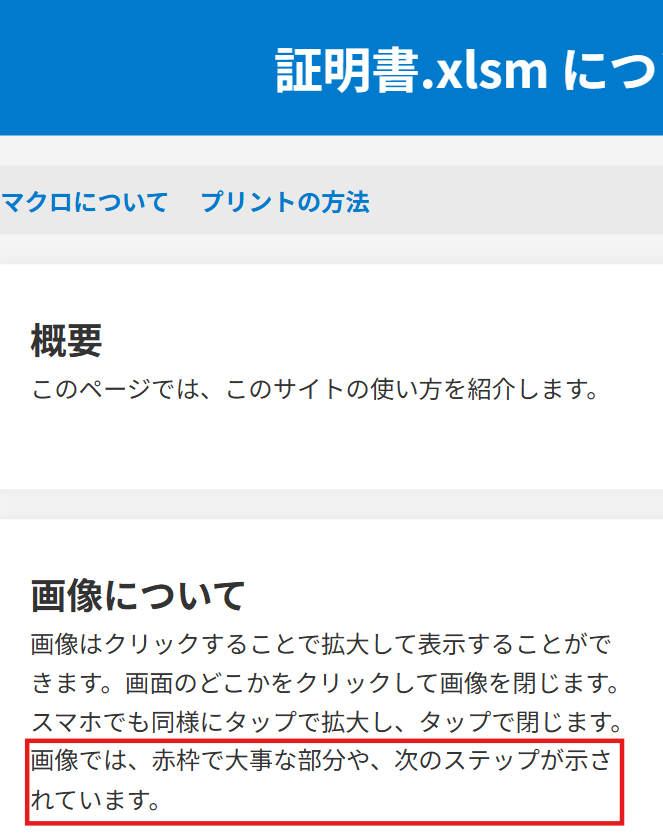 証明書.xlsm につ
マクロについて プリントの方法
概要
このページでは、このサイトの使い方を紹介します。
画像について
画像はクリックすることで拡大して表示することがで
きます。画面のどこかをクリックして画像を閉じます。
スマホでも同様にタップで拡大し、タップで閉じます。
画像では、赤枠で大事な部分や、次のステップが示さ
れています。